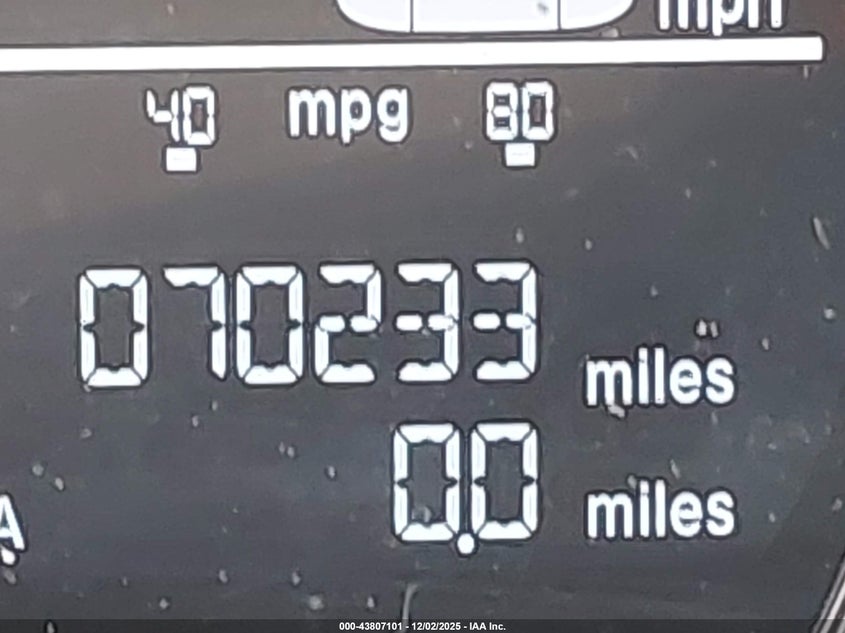 mph
40 mpg 80
070233 miles
0.0 miles
A
000-43807101 - 12/02/2025 - IAA Inc.